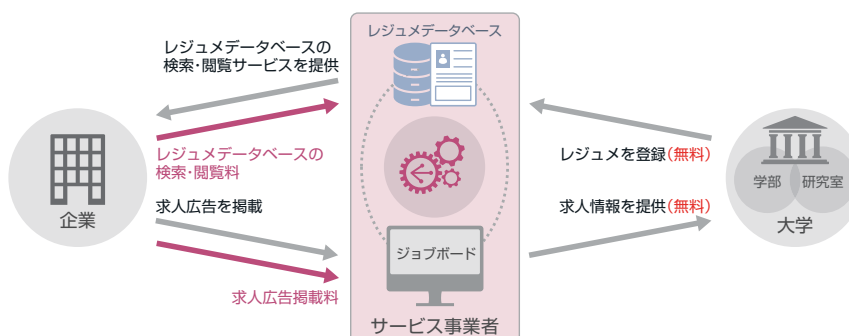 レジュメデータベース
レジュメデータベースの
検索・閲覧サービスを提供
レジュメデータベースの
検索・閲覧料
求人広告を掲載
求人広告掲載料
企業
ジョブボード
サービス事業者
レジュメを登録(無料)
求人情報を提供(無料)
学部 研究室
大学